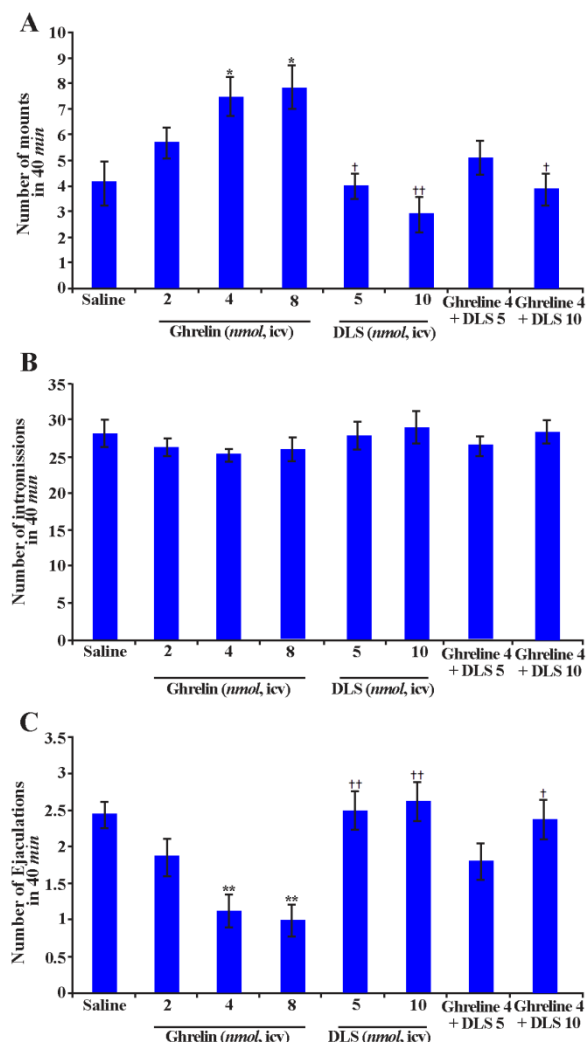 A
Number of mounts
in 40 min
10
9
8
7
6
5
4
3
2
1
0
* * † †† †
Saline 2 4 8 5 10 Ghreline 4 Ghreline 4
+ DLS 5 + DLS 10
Ghrelin (nmol, icv) DLS (nmol, icv)
B
Number of intromissions
in 40 min
35
30
25
20
15
10
5
0
Saline 2 4 8 5 10 Ghreline 4 Ghreline 4
+ DLS 5 + DLS 10
Ghrelin (nmol, icv) DLS (nmol, icv)
C
Number of Ejaculations
in 40 min
3.5
3
2.5
2
1.5
1
0.5
0
** ** †† †† †
Saline 2 4 8 5 10 Ghreline 4 Ghreline 4
+ DLS 5 + DLS 10
Ghrelin (nmol, icv) DLS (nmol, icv)